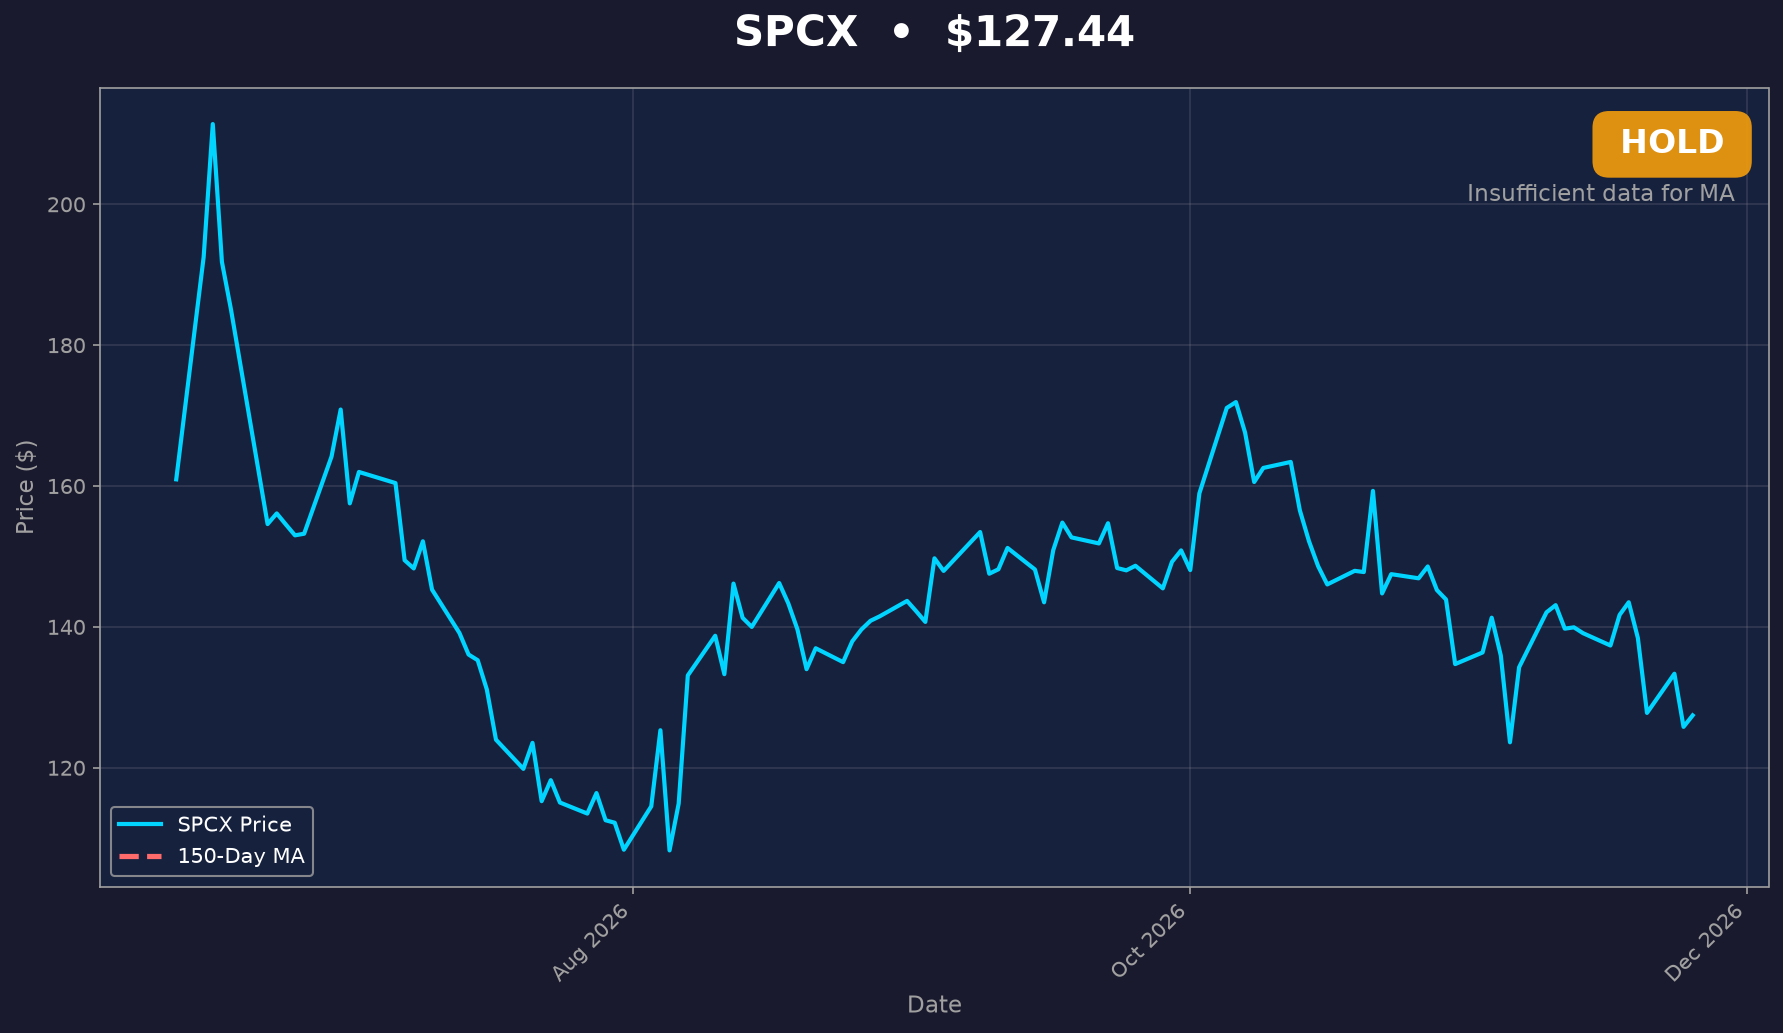 SPCX • $127.44
HOLD
Insufficient data for MA
Price ($)
200
180
160
140
120
SPCX Price
150-Day MA
Aug 2026
Oct 2026
Dec 2026
Date